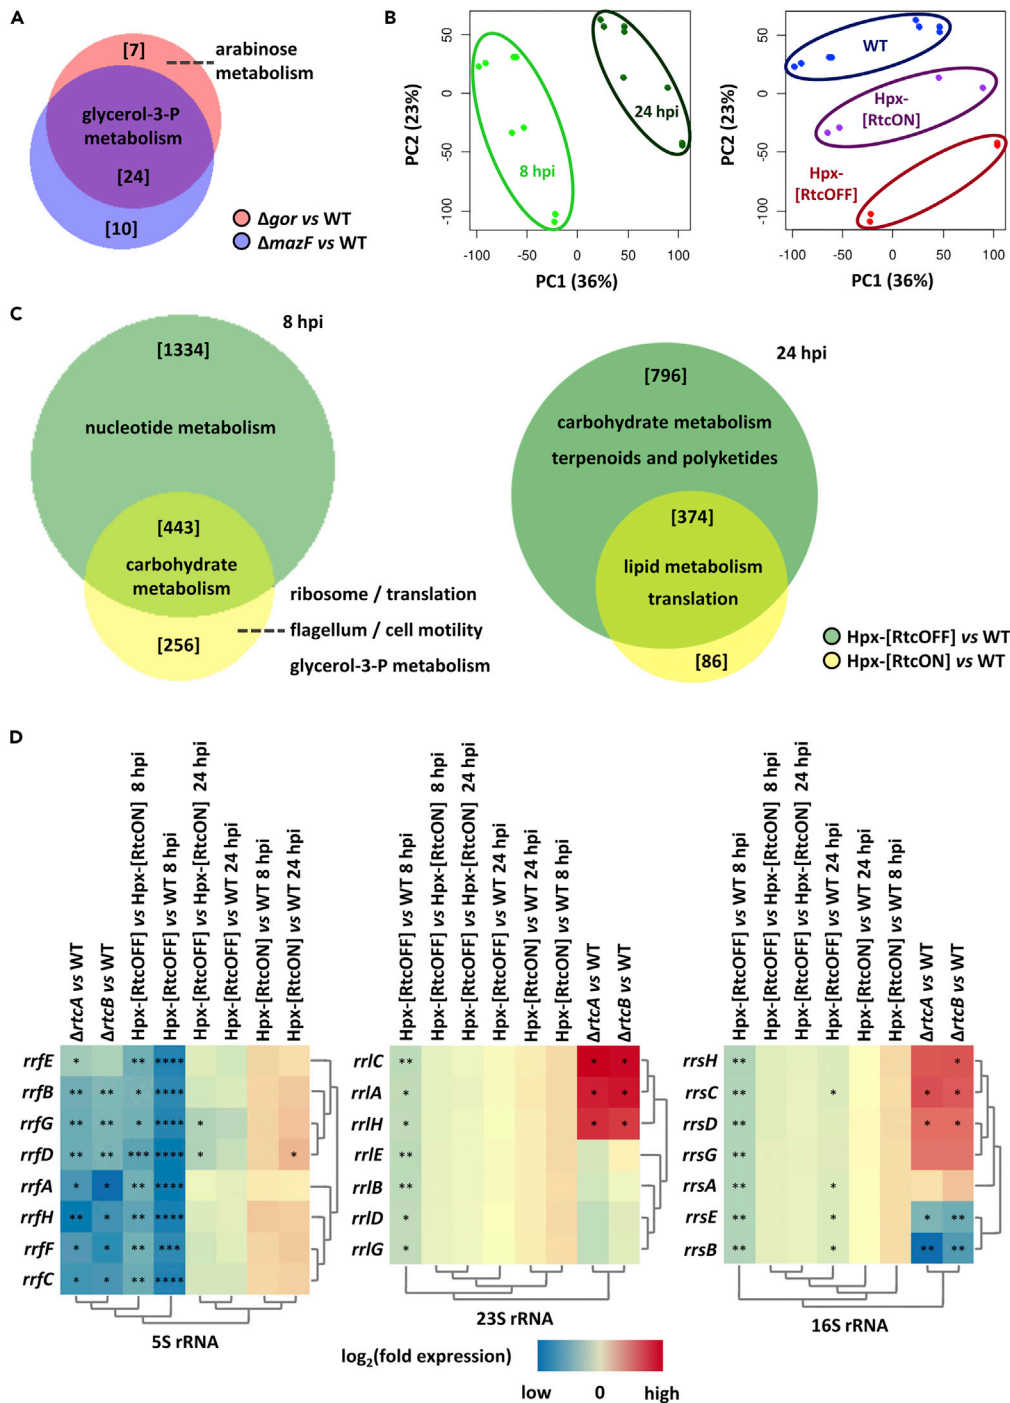 A
[7]
arabinose
metabolism
glycerol-3-P
metabolism
[24]
[10]
Δgor vs WT
ΔmazF vs WT
B
50
0
-50
-100
PC2 (23%)
8 hpi
24 hpi
-100 -50 0 50 100
PC1 (36%)
50
0
-50
-100
PC2 (23%)
WT
Hpx-
[RtcON]
Hpx-
[RtcOFF]
-100 -50 0 50 100
PC1 (36%)
C
8 hpi
[1334]
nucleotide metabolism
[443]
carbohydrate
metabolism
[256]
ribosome / translation
flagellum / cell motility
glycerol-3-P metabolism
24 hpi
[796]
carbohydrate metabolism
terpenoids and polyketides
[374]
lipid metabolism
translation
[86]
Hpx-[RtcOFF] vs WT
Hpx-[RtcON] vs WT
D
ΔrtcA vs WT
ΔrtcB vs WT
Hpx-[RtcOFF] vs Hpx-[RtcON] 8 hpi
Hpx-[RtcOFF] vs WT 8 hpi
Hpx-[RtcOFF] vs Hpx-[RtcON] 24 hpi
Hpx-[RtcOFF] vs WT 24 hpi
Hpx-[RtcON] vs WT 8 hpi
Hpx-[RtcON] vs WT 24 hpi
rrfE * ** ****
rrfB ** ** * ****
rrfG ** ** * **** *
rrfD ** ** *** **** * *
rrfA * * ** ****
rrfH ** * ** ****
rrfF * * ** ***
rrfC * * ** ****
5S rRNA
Hpx-[RtcOFF] vs WT 8 hpi
Hpx-[RtcOFF] vs Hpx-[RtcON] 8 hpi
Hpx-[RtcOFF] vs Hpx-[RtcON] 24 hpi
Hpx-[RtcOFF] vs WT 24 hpi
Hpx-[RtcON] vs WT 24 hpi
Hpx-[RtcON] vs WT 8 hpi
ΔrtcA vs WT
ΔrtcB vs WT
rrlC ** * *
rrlA * * *
rrlH * * *
rrlE **
rrlB **
rrlD *
rrlG *
23S rRNA
Hpx-[RtcOFF] vs WT 8 hpi
Hpx-[RtcOFF] vs Hpx-[RtcON] 8 hpi
Hpx-[RtcOFF] vs Hpx-[RtcON] 24 hpi
Hpx-[RtcOFF] vs WT 24 hpi
Hpx-[RtcON] vs WT 24 hpi
Hpx-[RtcON] vs WT 8 hpi
ΔrtcA vs WT
ΔrtcB vs WT
rrsH ** *
rrsC ** * * *
rrsD ** * *
rrsG **
rrsA ** *
rrsE ** * * **
rrsB ** * ** **
16S rRNA
log2(fold expression)
low 0 high